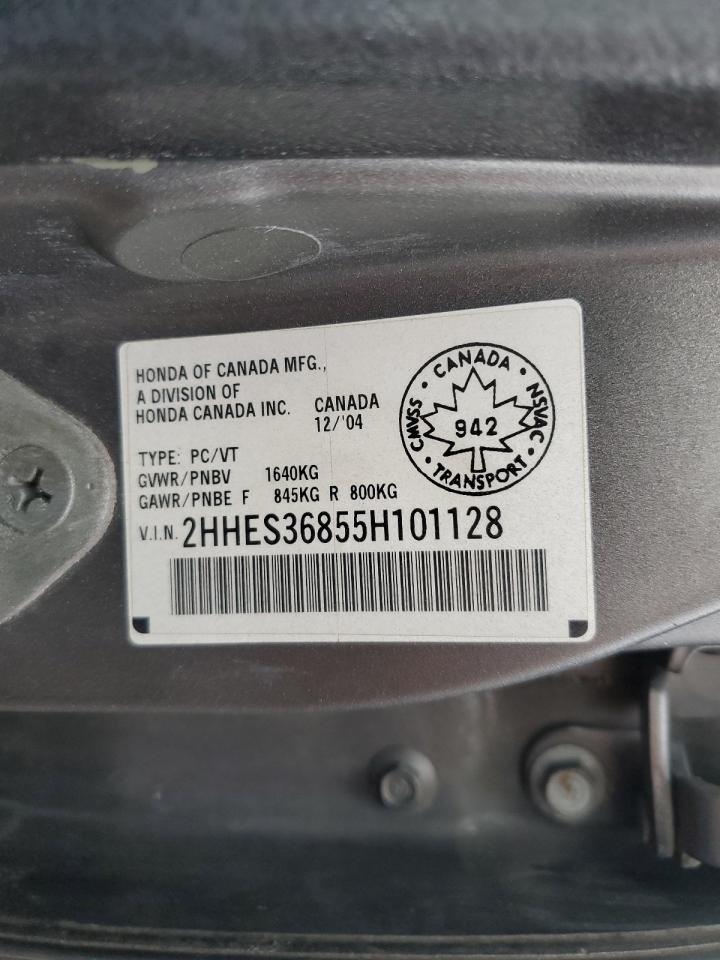 HONDA OF CANADA MFG.,
A DIVISION OF
HONDA CANADA INC. CANADA
12/'04
TYPE: PC/VT
GVWR/PNBV 1640KG
GAWR/PNBE F 845KG R 800KG
V.I.N. 2HHES36855H101128
CANADA
NSVAC
TRANSPORT
CMVSS
942